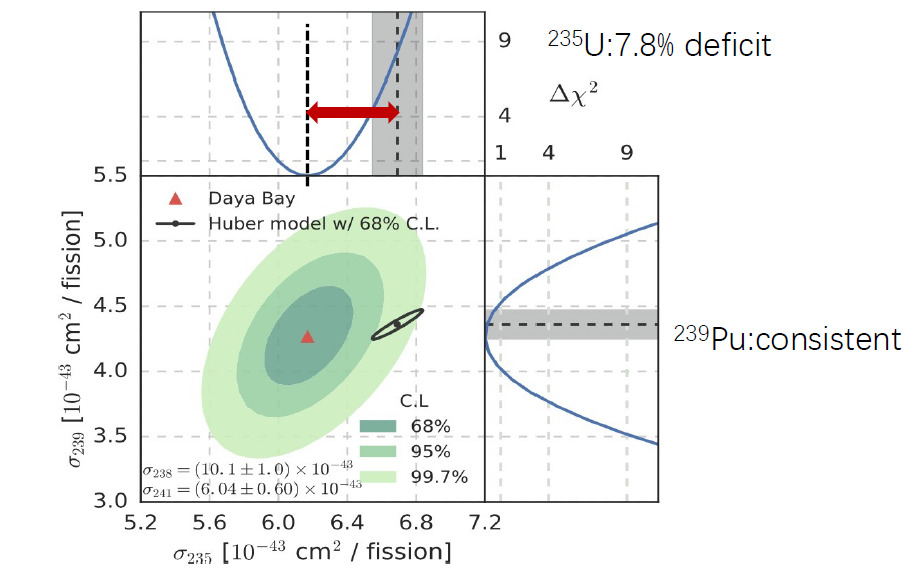 9
4
²³⁵U:7.8% deficit
Δχ²
1 4 9
5.5
5.0
4.5
4.0
3.5
3.0
σ₂₃₉ [10⁻⁴³ cm² / fission]
Daya Bay
Huber model w/ 68% C.L.
²³⁹Pu:consistent
C.L
68%
95%
99.7%
σ₂₃₈ = (10.1 ± 1.0) × 10⁻⁴³
σ₂₄₁ = (6.04 ± 0.60) × 10⁻⁴³
5.2 5.6 6.0 6.4 6.8 7.2
σ₂₃₅ [10⁻⁴³ cm² / fission]